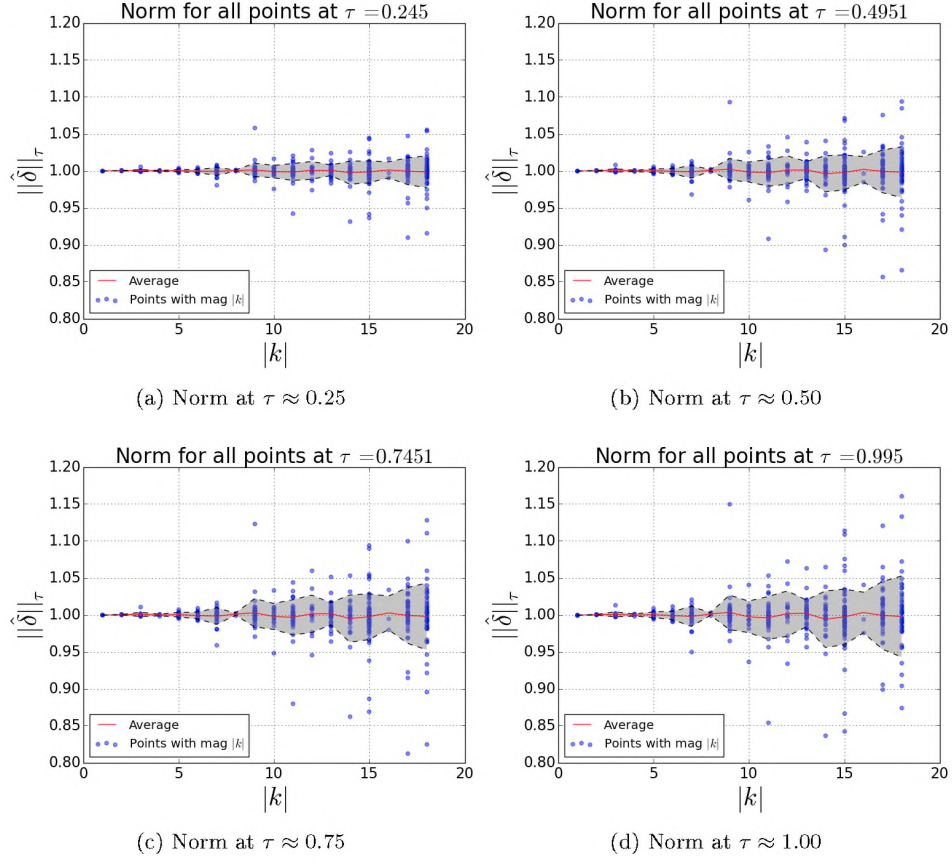 Norm for all points at τ =0.245
1.20
1.15
1.10
1.05
1.00
0.95
0.90
0.85
0.80
||δ̂||τ
Average
Points with mag |k|
0 5 10 15 20
|k|
(a) Norm at τ ≈ 0.25
Norm for all points at τ =0.4951
1.20
1.15
1.10
1.05
1.00
0.95
0.90
0.85
0.80
||δ̂||τ
Average
Points with mag |k|
0 5 10 15 20
|k|
(b) Norm at τ ≈ 0.50
Norm for all points at τ =0.7451
1.20
1.15
1.10
1.05
1.00
0.95
0.90
0.85
0.80
||δ̂||τ
Average
Points with mag |k|
0 5 10 15 20
|k|
(c) Norm at τ ≈ 0.75
Norm for all points at τ =0.995
1.20
1.15
1.10
1.05
1.00
0.95
0.90
0.85
0.80
||δ̂||τ
Average
Points with mag |k|
0 5 10 15 20
|k|
(d) Norm at τ ≈ 1.00